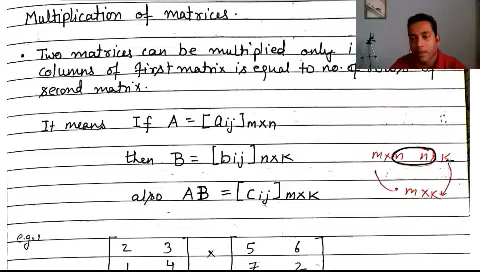 Multiplication of matrices.
• Two matrices can be multiplied only i
columns of first matrix is equal to no. of
second matrix.
It means If A = [aij]m×n
then B = [bij]n×K m×n n×K
also AB = [Cij]m×K m×K
e.g.,
[2 3 × [5 6]
1 4 7 2